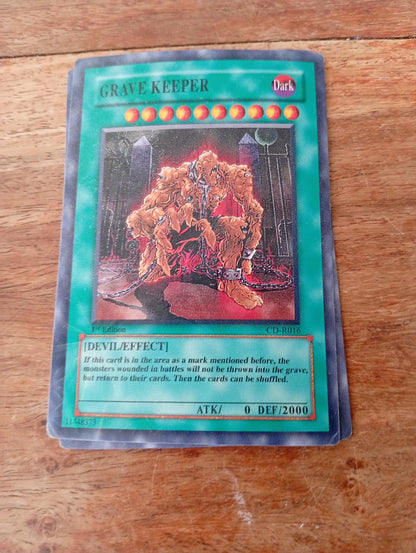 GRAVE KEEPER
Dark
1st Edition
CD-R016
[DEVIL/EFFECT]
If this card is in the area as a mark mentioned before, the
monsters wounded in battles will not be thrown into the grave,
but return to their cards. Then the cards can be shuffled.
ATK/ 0 DEF/2000